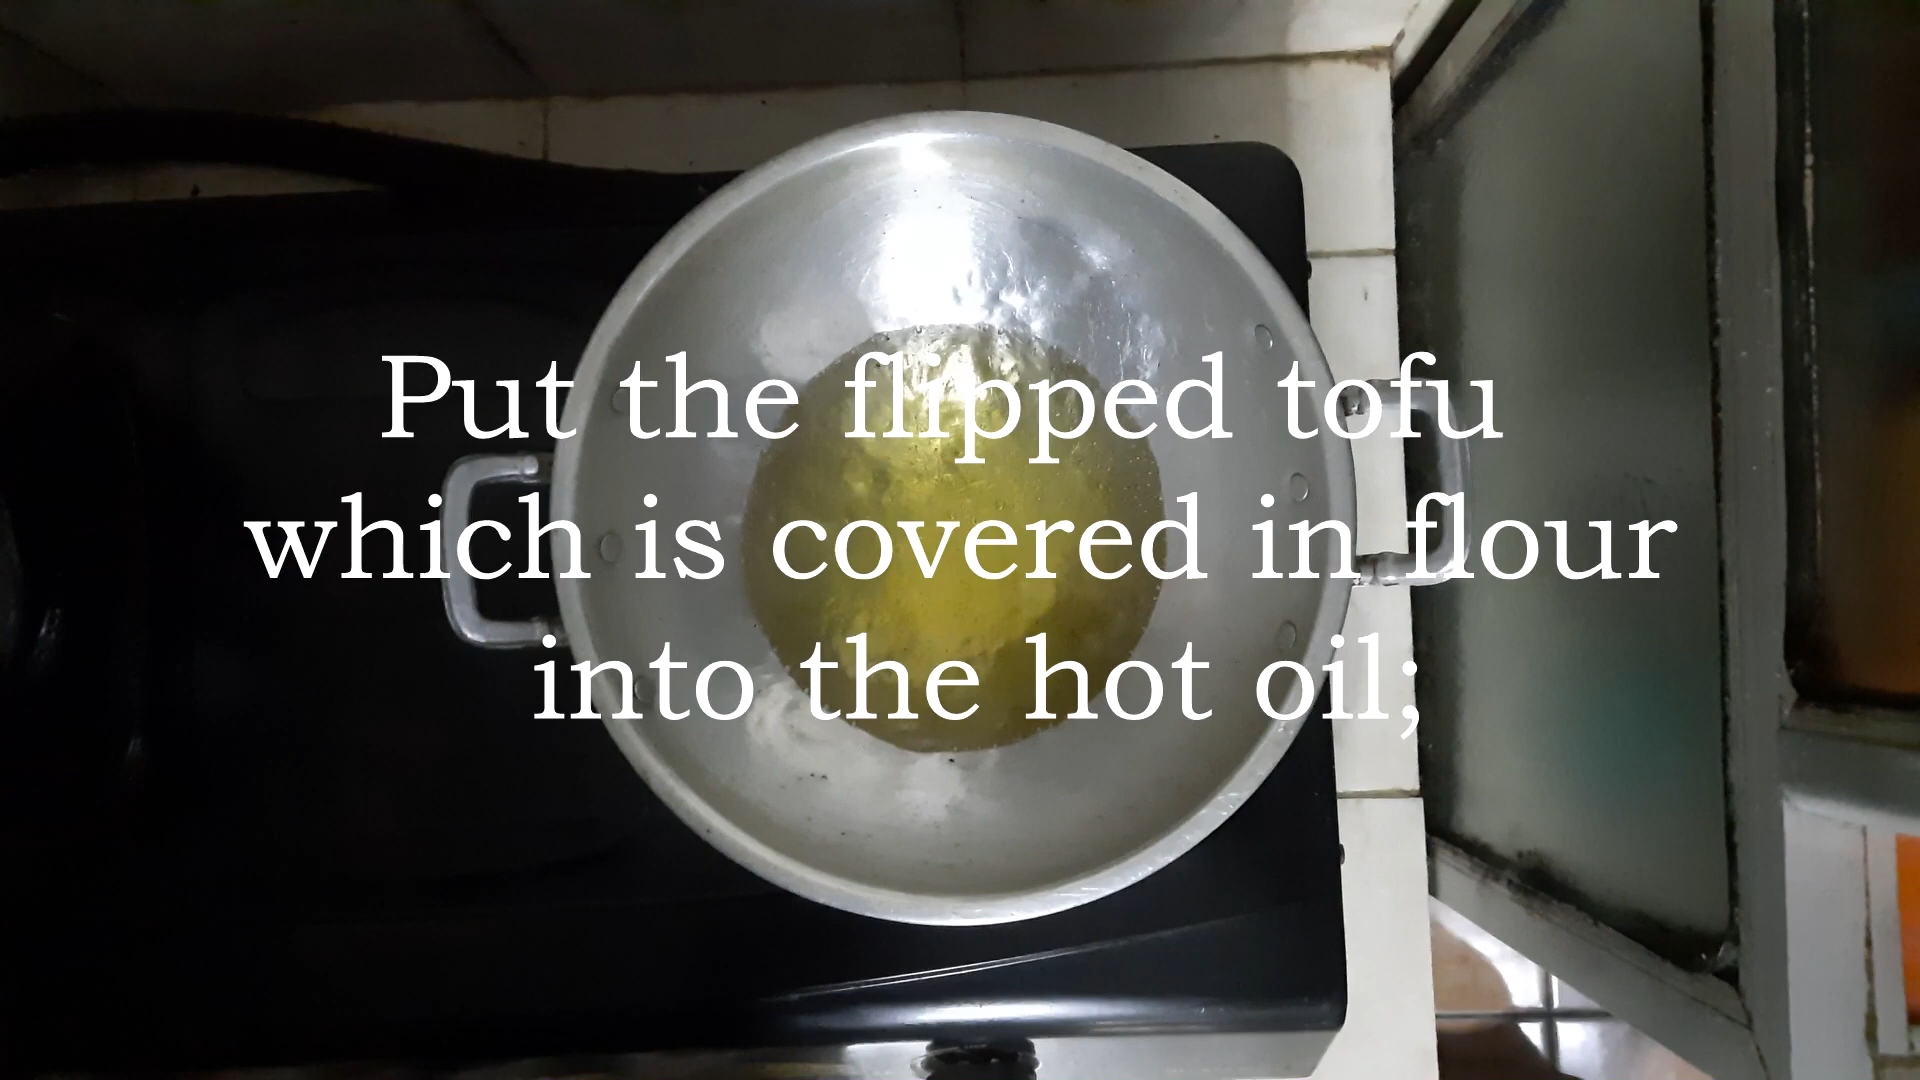 Put the flipped tofu
which is covered in flour
into the hot oil;